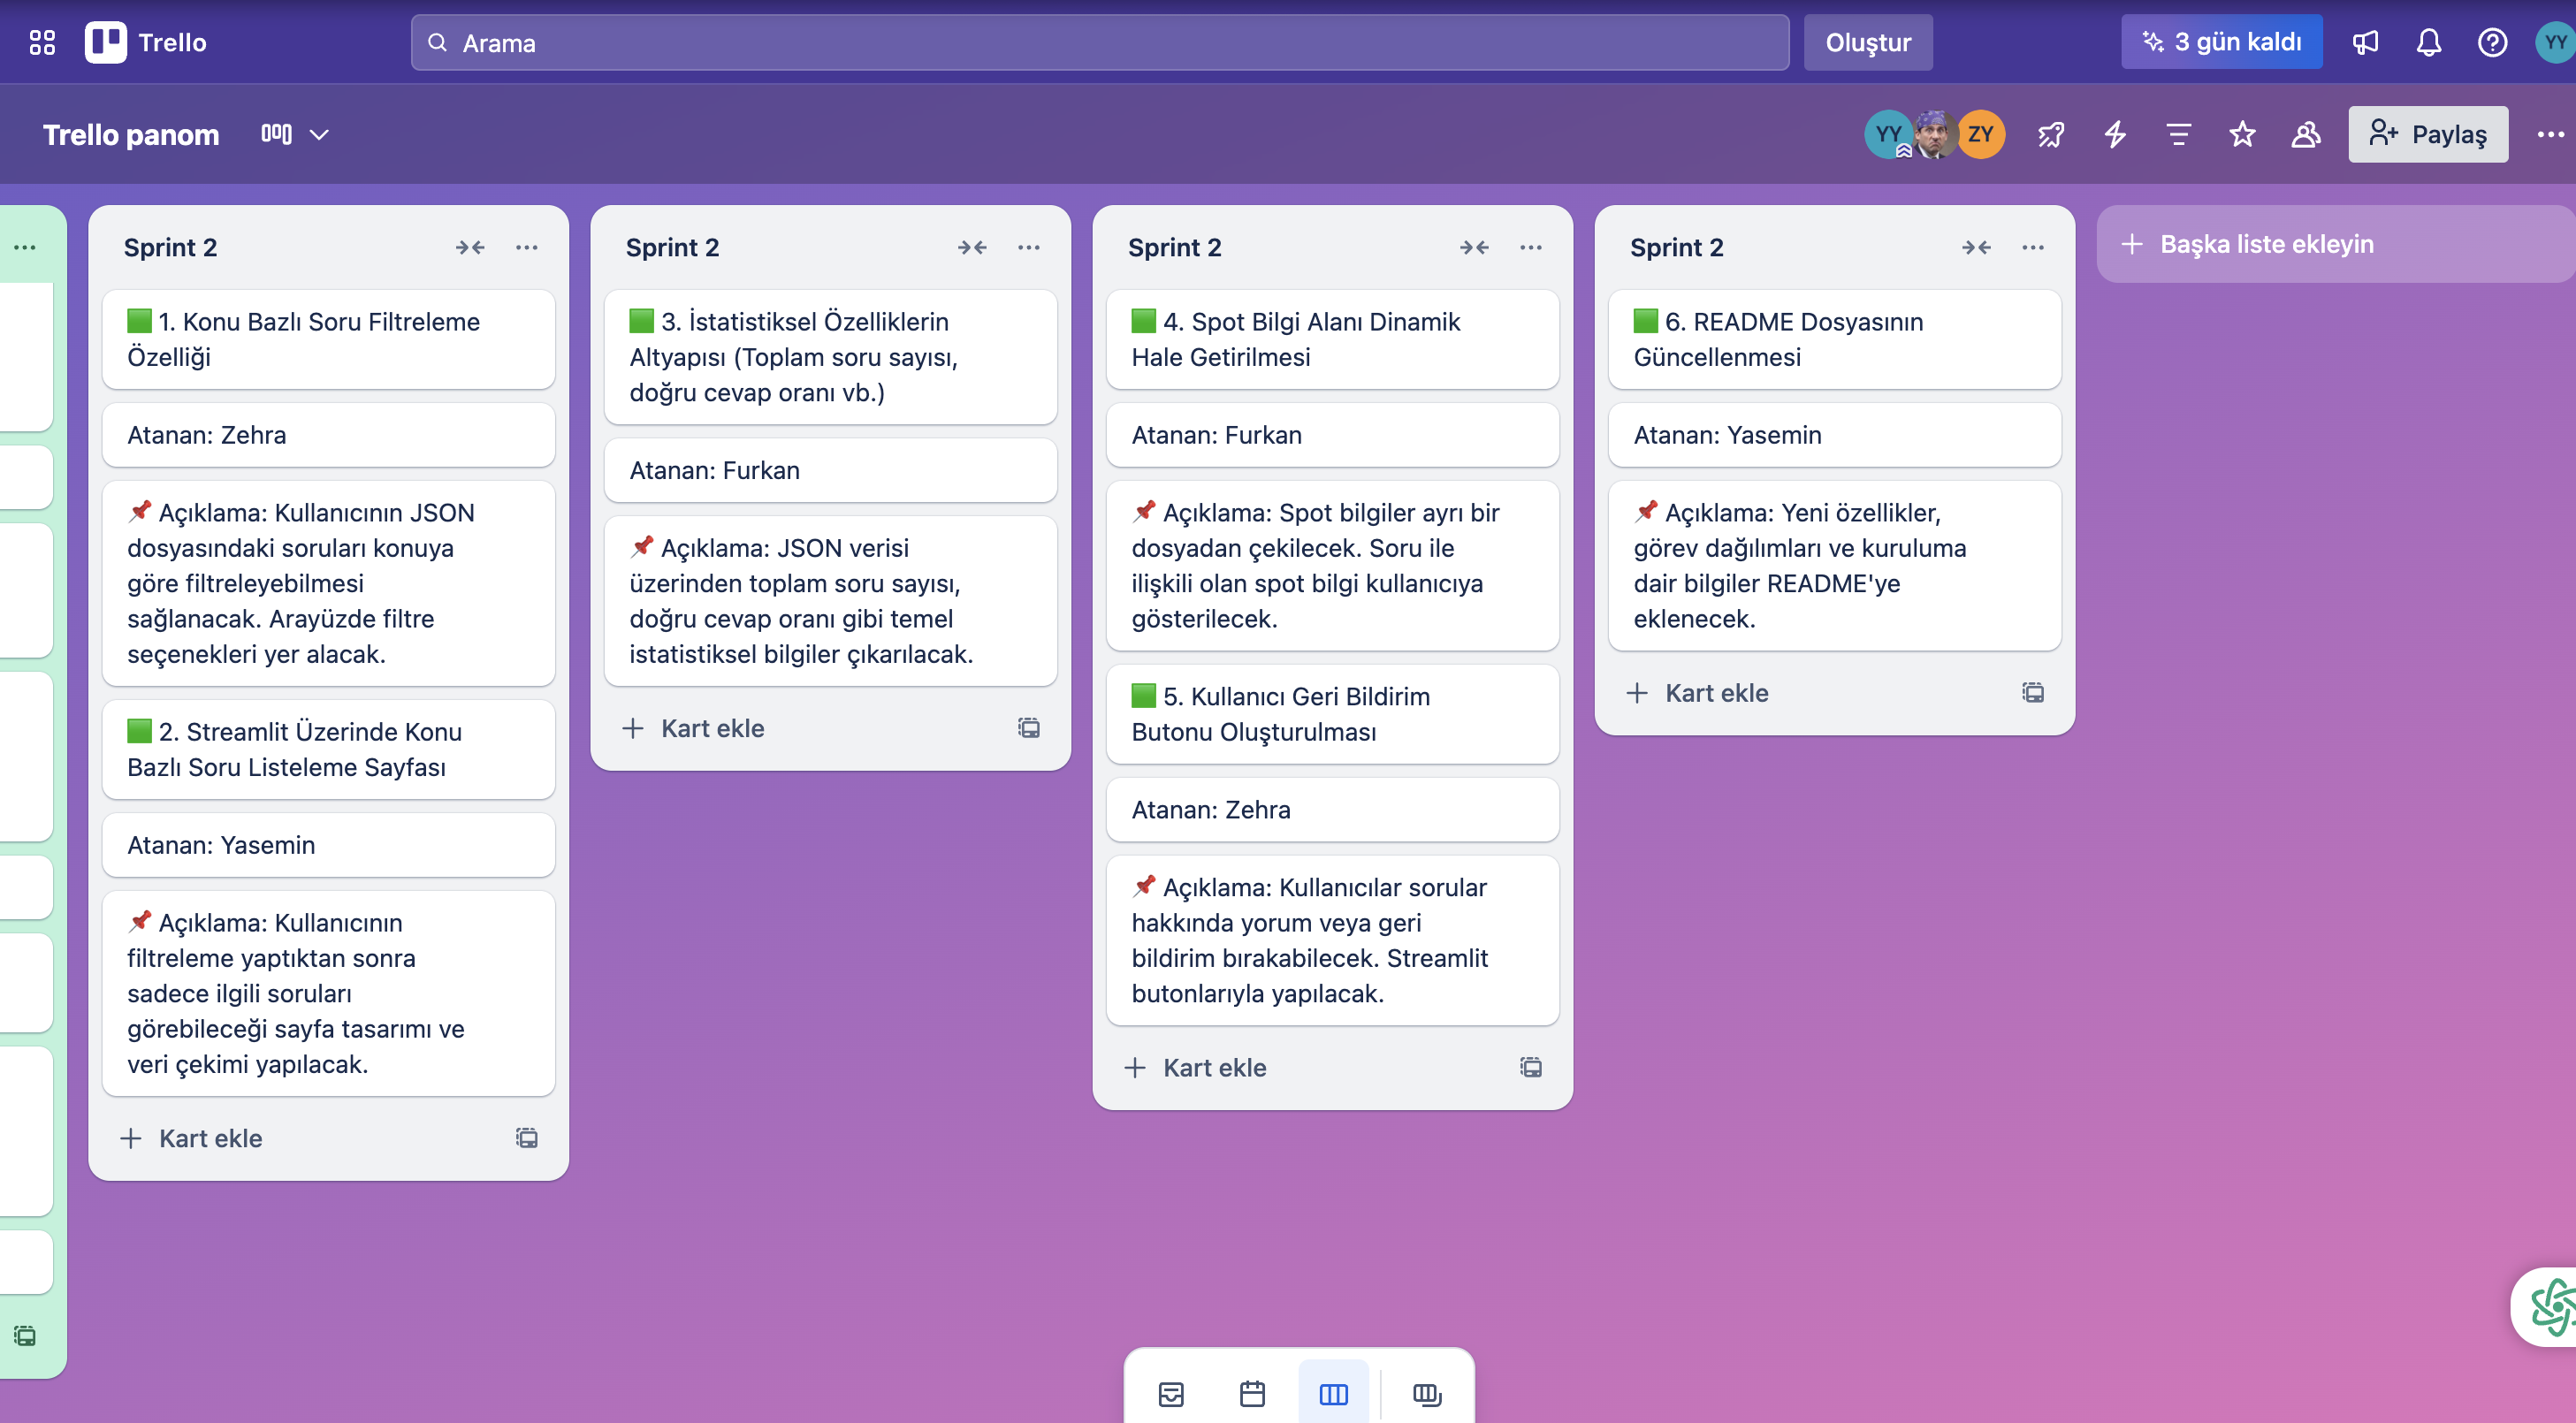 Trello
Arama
Oluştur
3 gün kaldı
YY
Trello panom
YY
ZY
Paylaş
Sprint 2
1. Konu Bazlı Soru Filtreleme
Özelliği
Atanan: Zehra
Açıklama: Kullanıcının JSON
dosyasındaki soruları konuya
göre filtreleyebilmesi
sağlanacak. Arayüzde filtre
seçenekleri yer alacak.
2. Streamlit Üzerinde Konu
Bazlı Soru Listeleme Sayfası
Atanan: Yasemin
Açıklama: Kullanıcının
filtreleme yaptıktan sonra
sadece ilgili soruları
görebileceği sayfa tasarımı ve
veri çekimi yapılacak.
Kart ekle
Sprint 2
3. İstatistiksel Özelliklerin
Altyapısı (Toplam soru sayısı,
doğru cevap oranı vb.)
Atanan: Furkan
Açıklama: JSON verisi
üzerinden toplam soru sayısı,
doğru cevap oranı gibi temel
istatistiksel bilgiler çıkarılacak.
Kart ekle
Sprint 2
4. Spot Bilgi Alanı Dinamik
Hale Getirilmesi
Atanan: Furkan
Açıklama: Spot bilgiler ayrı bir
dosyadan çekilecek. Soru ile
ilişkili olan spot bilgi kullanıcıya
gösterilecek.
5. Kullanıcı Geri Bildirim
Butonu Oluşturulması
Atanan: Zehra
Açıklama: Kullanıcılar sorular
hakkında yorum veya geri
bildirim bırakabilecek. Streamlit
butonlarıyla yapılacak.
Kart ekle
Sprint 2
6. README Dosyasının
Güncellenmesi
Atanan: Yasemin
Açıklama: Yeni özellikler,
görev dağılımları ve kuruluma
dair bilgiler README'ye
eklenecek.
Kart ekle
Başka liste ekleyin